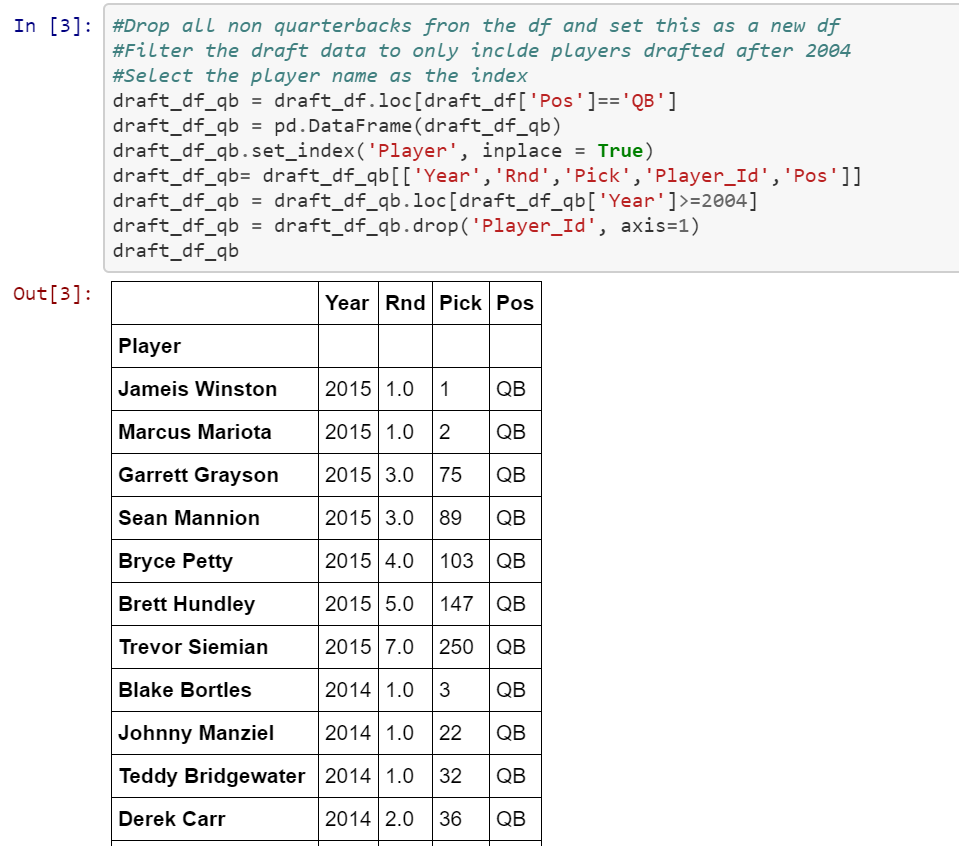 In [3]: #Drop all non quarterbacks fron the df and set this as a new df
#Filter the draft data to only inclde players drafted after 2004
#Select the player name as the index
draft_df_qb = draft_df.loc[draft_df['Pos']=='QB']
draft_df_qb = pd.DataFrame(draft_df_qb)
draft_df_qb.set_index('Player', inplace = True)
draft_df_qb= draft_df_qb[['Year','Rnd','Pick','Player_Id','Pos']]
draft_df_qb = draft_df_qb.loc[draft_df_qb['Year']>=2004]
draft_df_qb = draft_df_qb.drop('Player_Id', axis=1)
draft_df_qb
Out[3]:
Year Rnd Pick Pos
Player
Jameis Winston 2015 1.0 1 QB
Marcus Mariota 2015 1.0 2 QB
Garrett Grayson 2015 3.0 75 QB
Sean Mannion 2015 3.0 89 QB
Bryce Petty 2015 4.0 103 QB
Brett Hundley 2015 5.0 147 QB
Trevor Siemian 2015 7.0 250 QB
Blake Bortles 2014 1.0 3 QB
Johnny Manziel 2014 1.0 22 QB
Teddy Bridgewater 2014 1.0 32 QB
Derek Carr 2014 2.0 36 QB